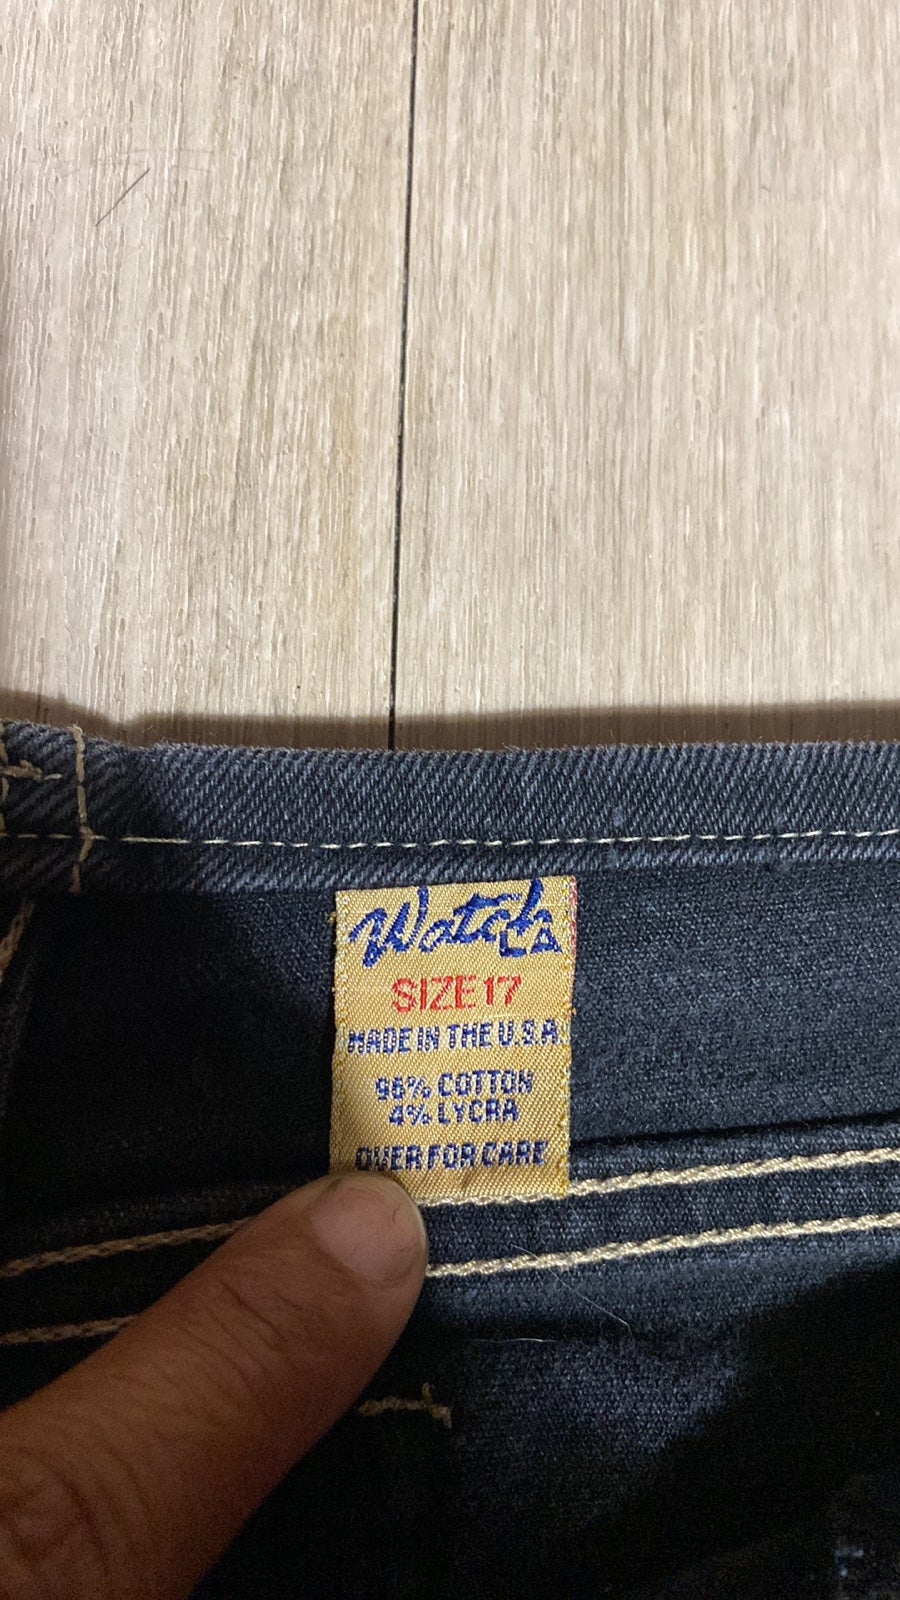 Watch LA
SIZE 17
MADE IN THE U.S.A.
96% COTTON
4% LYCRA
OVER FOR CARE